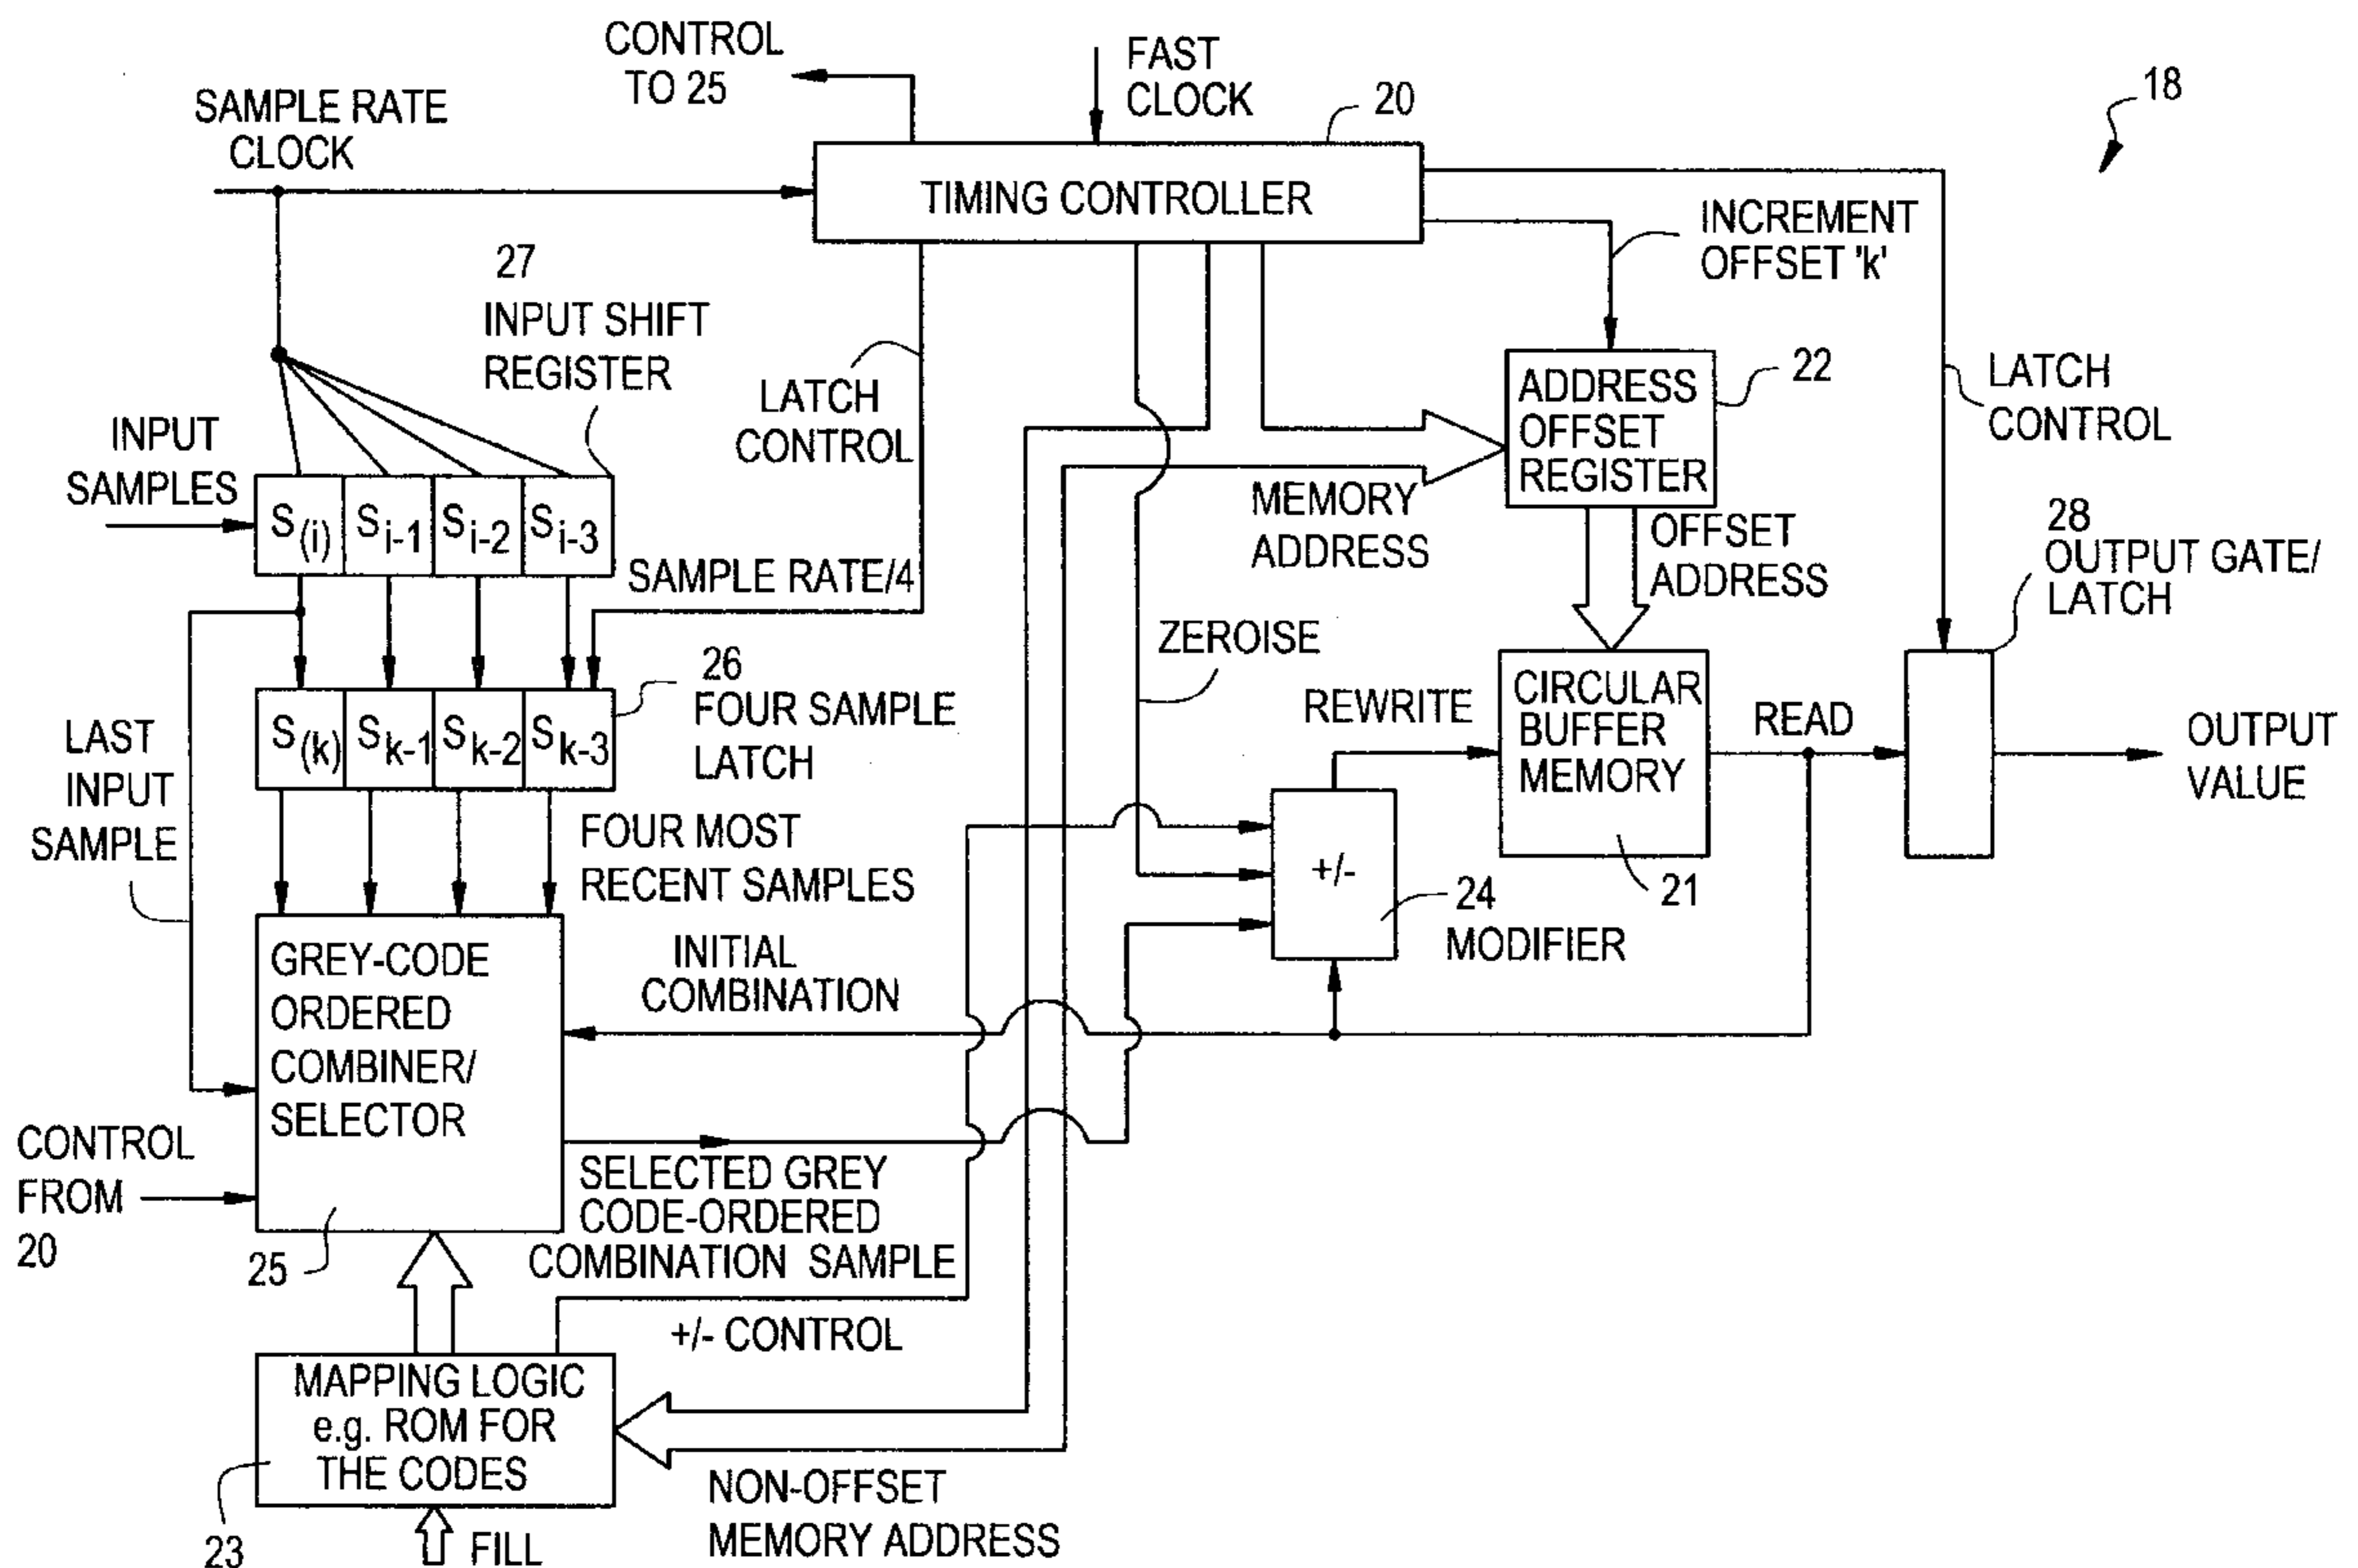 CONTROL
TO 25
FAST
CLOCK
20
18
SAMPLE RATE
CLOCK
TIMING CONTROLLER
INCREMENT
OFFSET 'k'
27
INPUT SHIFT
REGISTER
LATCH
CONTROL
ADDRESS
OFFSET
REGISTER
22
LATCH
CONTROL
INPUT
SAMPLES
S(i) Si-1 Si-2 Si-3
MEMORY
ADDRESS
OFFSET
ADDRESS
28
OUTPUT GATE/
LATCH
SAMPLE RATE/4
ZEROISE
26
FOUR SAMPLE
LATCH
S(k) Sk-1 Sk-2 Sk-3
REWRITE
CIRCULAR
BUFFER
MEMORY
21
READ
OUTPUT
VALUE
LAST
INPUT
SAMPLE
FOUR MOST
RECENT SAMPLES
+/-
24
MODIFIER
GREY-CODE
ORDERED
COMBINER/
SELECTOR
25
INITIAL
COMBINATION
CONTROL
FROM
20
SELECTED GREY
CODE-ORDERED
COMBINATION SAMPLE
+/- CONTROL
MAPPING LOGIC
e.g. ROM FOR
THE CODES
23
FILL
NON-OFFSET
MEMORY ADDRESS